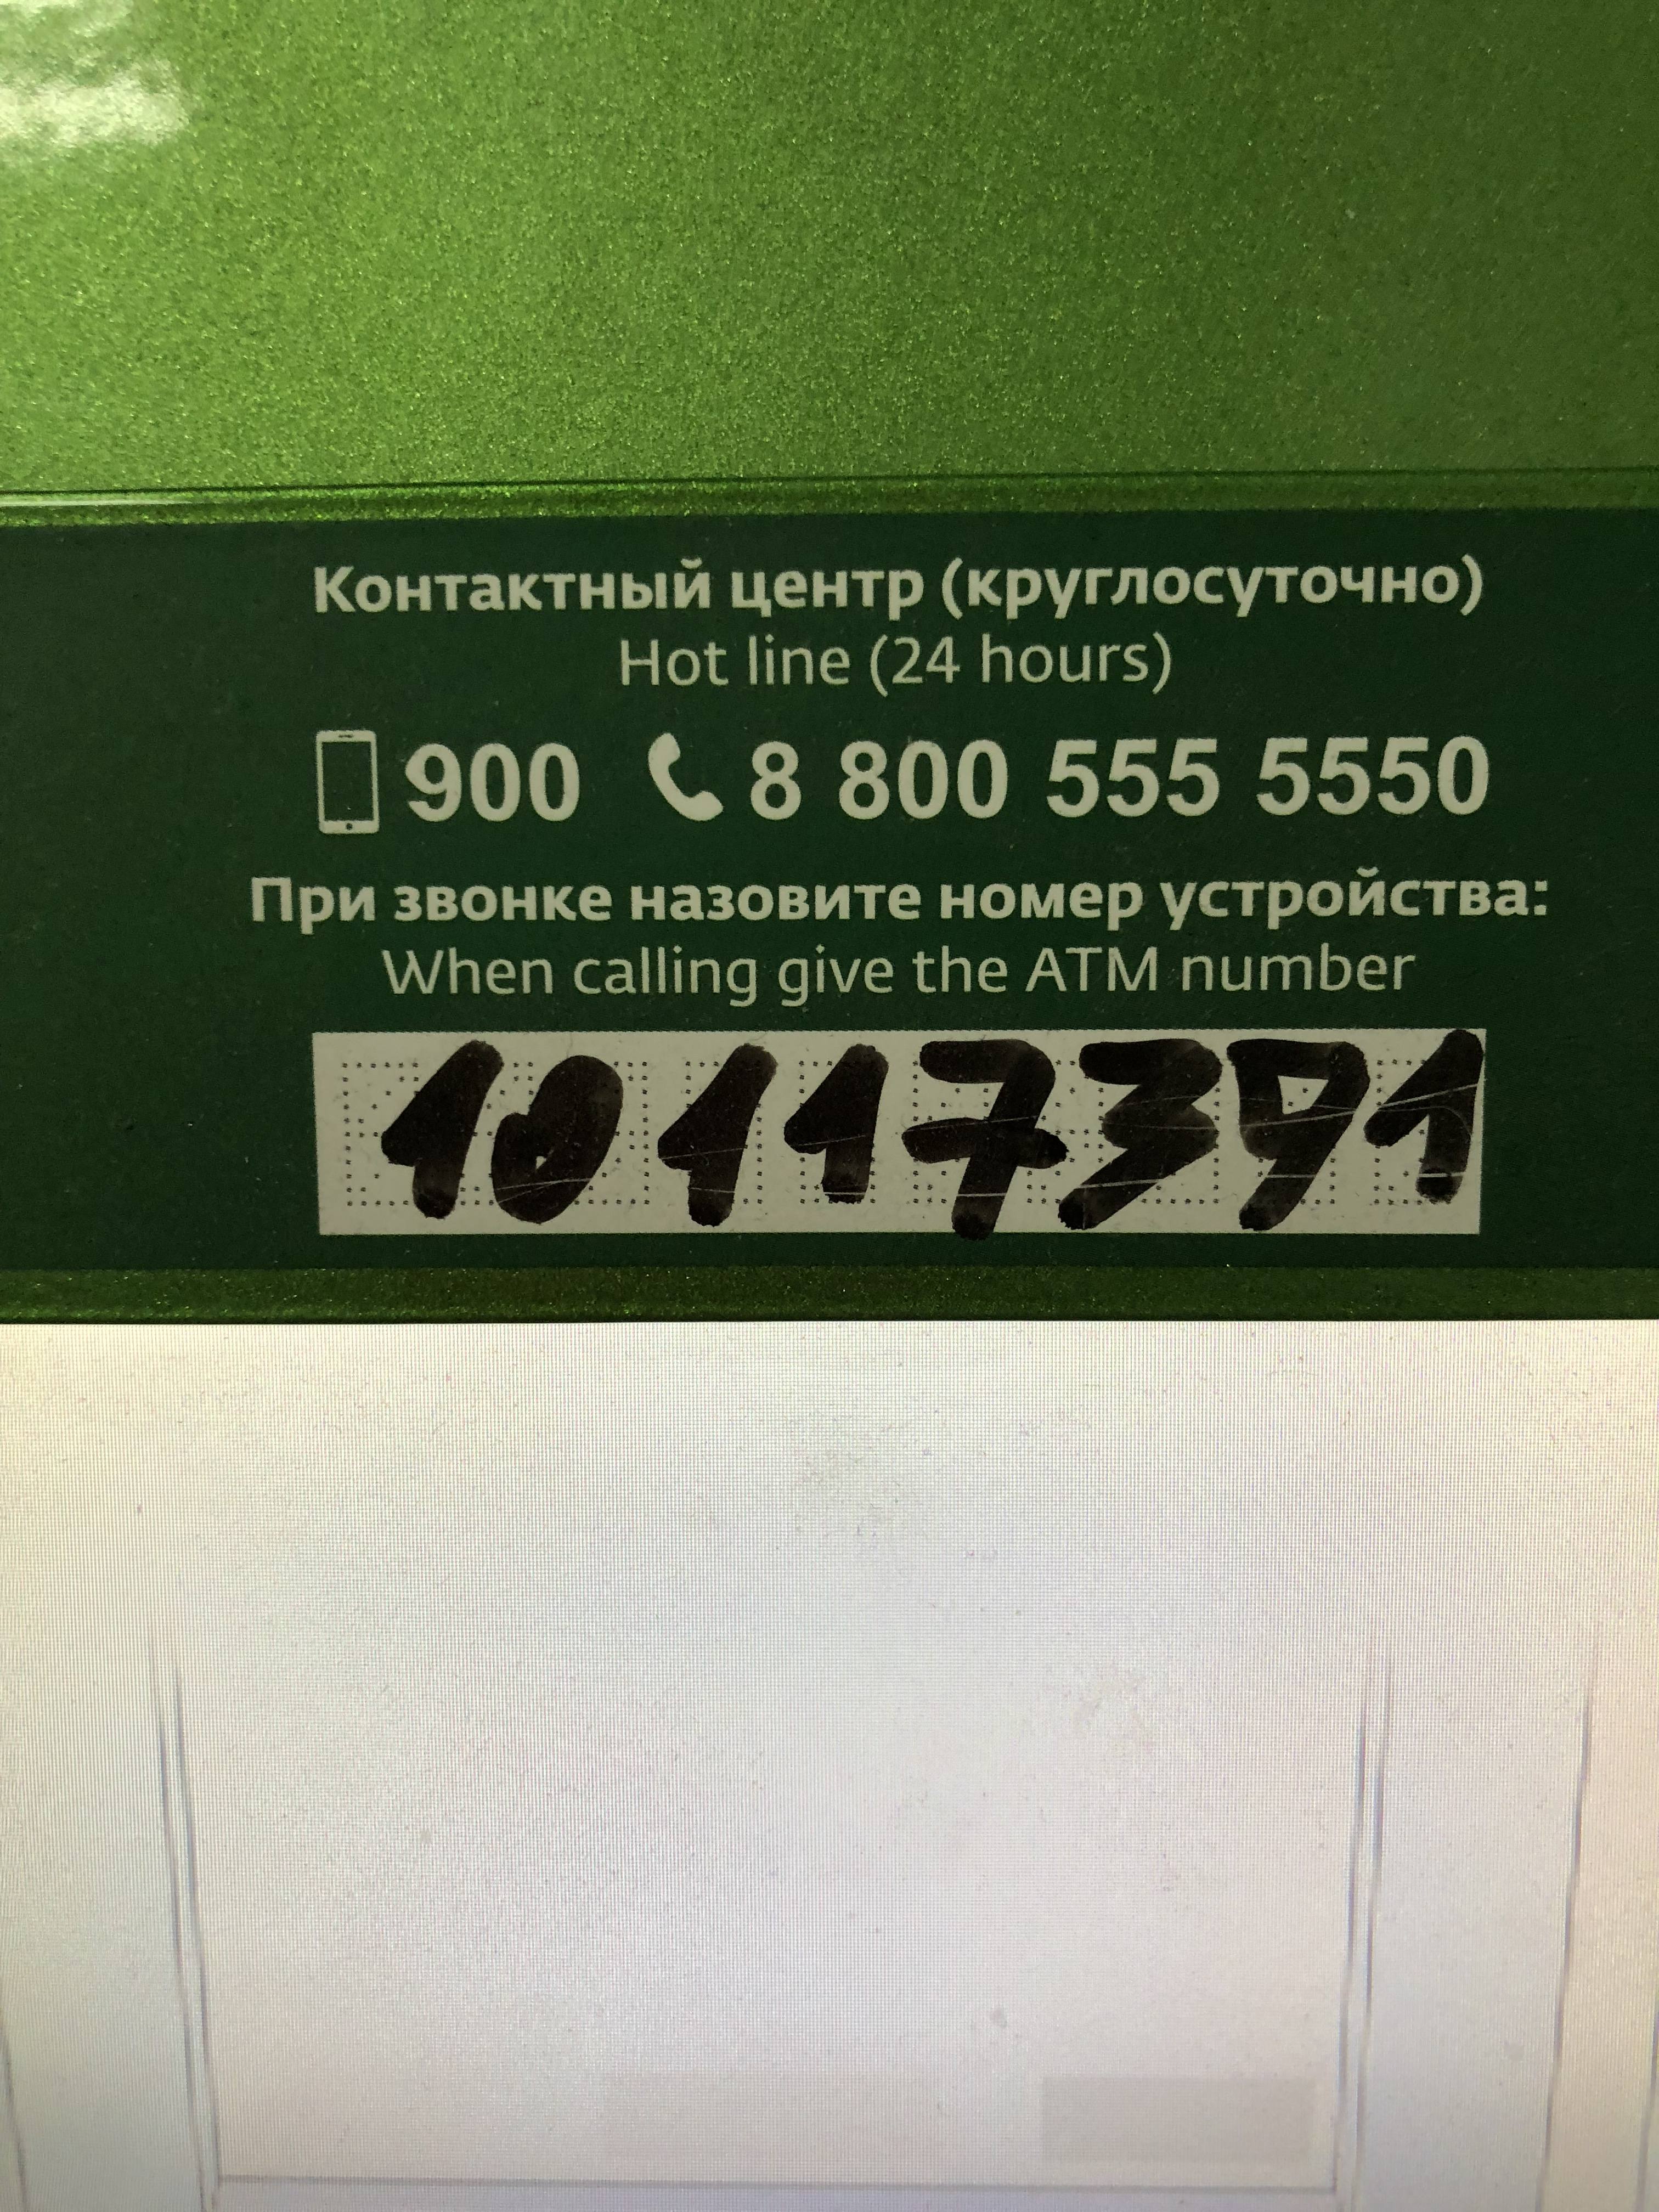 Контактный центр (круглосуточно)
Hot line (24 hours)
900 8 800 555 5550
При звонке назовите номер устройства:
When calling give the ATM number
10117391